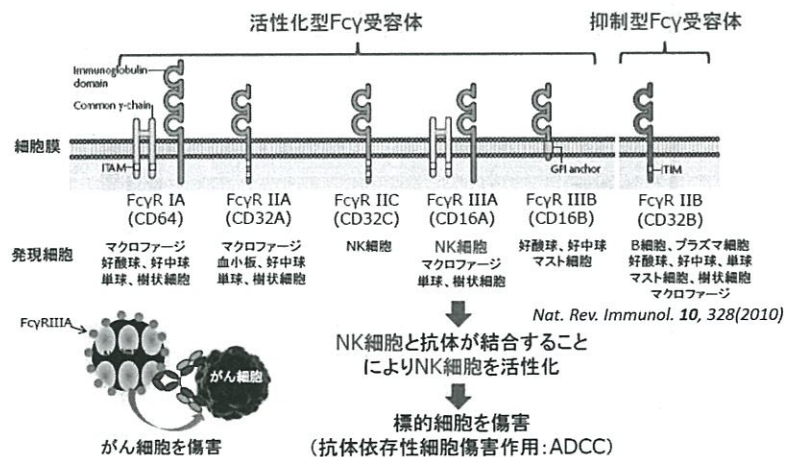 活性化型Fcγ受容体
抑制型Fcγ受容体
Immunoglobulin
domain
Common γ-chain
細胞膜
ITAM
GPI anchor
ITIM
FcγR IA
(CD64)
FcγR IIA
(CD32A)
FcγR IIC
(CD32C)
FcγR IIIA
(CD16A)
FcγR IIIB
(CD16B)
FcγR IIB
(CD32B)
発現細胞
マクロファージ
好酸球、好中球
単球、樹状細胞
マクロファージ
血小板、好中球
単球、樹状細胞
NK細胞
NK細胞
マクロファージ
単球、樹状細胞
好酸球、好中球
マスト細胞
B細胞、プラズマ細胞
好酸球、好中球、単球
マスト細胞、樹状細胞
マクロファージ
Nat. Rev. Immunol. 10, 328(2010)
FcγRIIIA
がん細胞
がん細胞を傷害
NK細胞と抗体が結合すること
によりNK細胞を活性化
標的細胞を傷害
(抗体依存性細胞傷害作用:ADCC)